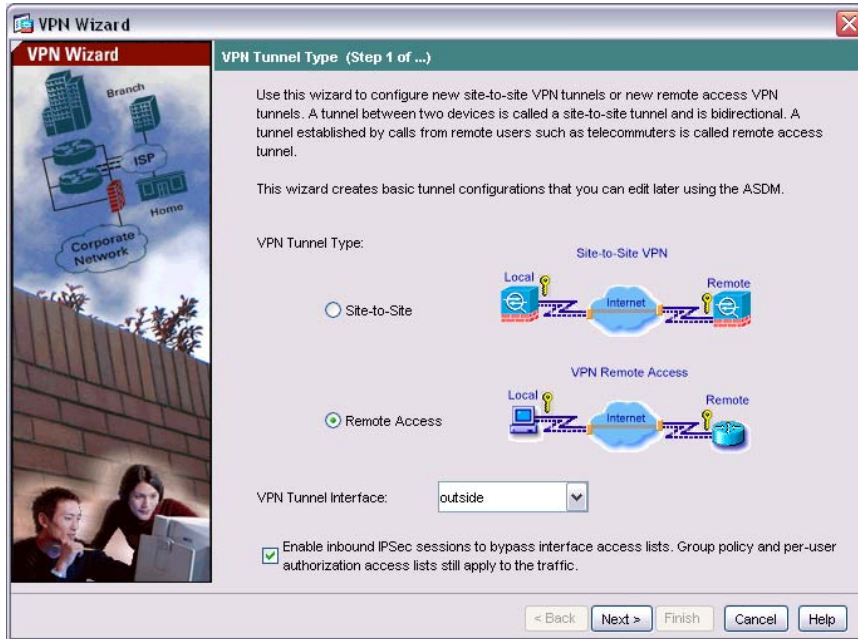 VPN Wizard
VPN Wizard
Branch
ISP
Home
Corporate
Network
VPN Tunnel Type (Step 1 of ...)
Use this wizard to configure new site-to-site VPN tunnels or new remote access VPN
tunnels. A tunnel between two devices is called a site-to-site tunnel and is bidirectional. A
tunnel established by calls from remote users such as telecommuters is called remote access
tunnel.
This wizard creates basic tunnel configurations that you can edit later using the ASDM.
VPN Tunnel Type:
Site-to-Site VPN
Local
Remote
Internet
Site-to-Site
VPN Remote Access
Local
Remote
Internet
Remote Access
VPN Tunnel Interface:
outside
Enable inbound IPSec sessions to bypass interface access lists. Group policy and per-user
authorization access lists still apply to the traffic.
< Back
Next >
Finish
Cancel
Help